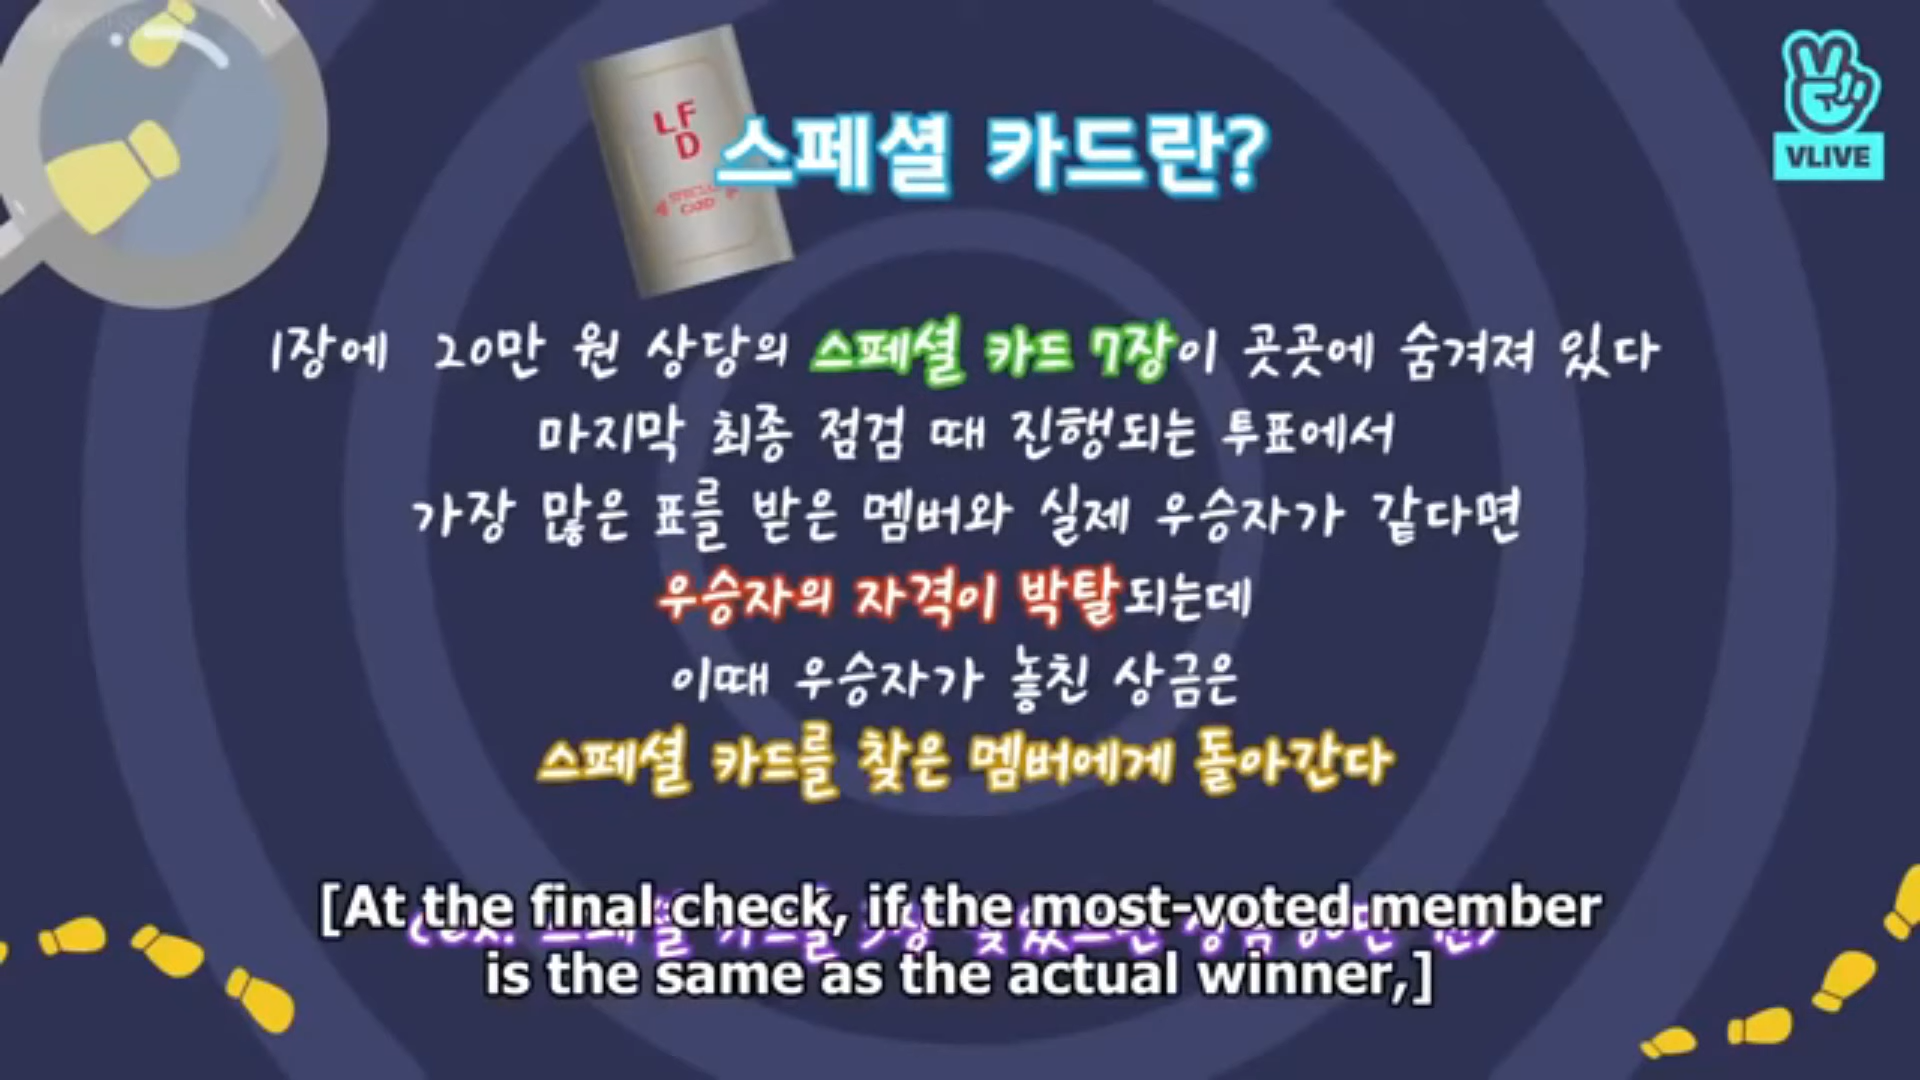 VLIVE
LF
D
SPECIAL
CARD
스페셜 카드란?
1장에 20만 원 상당의 스페셜 카드 7장이 곳곳에 숨겨져 있다
마지막 최종 점검 때 진행되는 투표에서
가장 많은 표를 받은 멤버와 실제 우승자가 같다면
우승자의 자격이 박탈되는데
이때 우승자가 놓친 상금은
스페셜 카드를 찾은 멤버에게 돌아간다
[At the final check, if the most-voted member
is the same as the actual winner,]